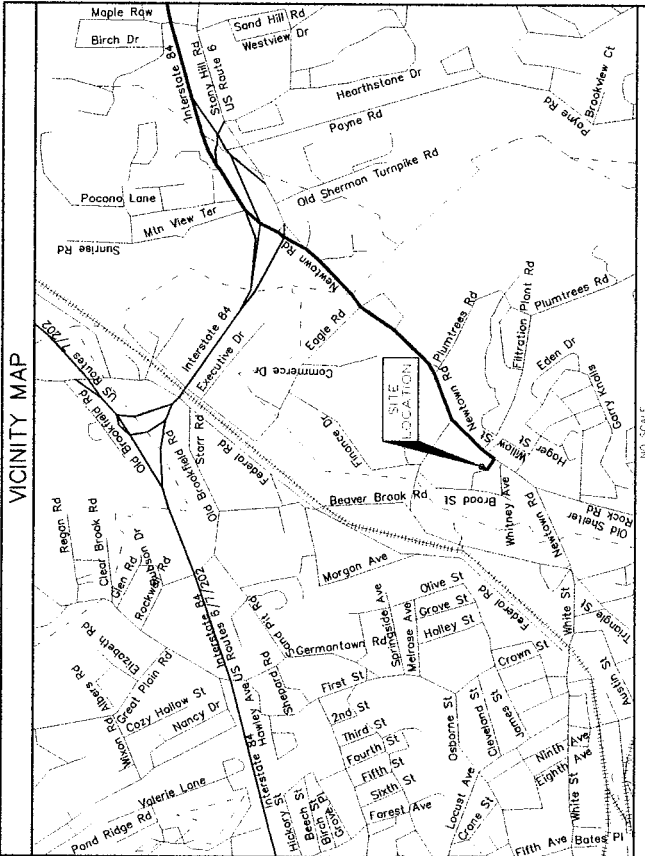 VICINITY MAP
Maple Row
Birch Dr
Interstate 84
Stony Hill Rd
US Route 6
Sand Hill Rd
Westview Dr
Hearthstone Dr
Payne Rd
Payne Rd
Brookview Ct
Old Sherman Turnpike Rd
Pocono Lane
Mtn View Ter
Sunrise Rd
Newtown Rd
Interstate 84
Executive Dr
Eagle Rd
Commerce Dr
Finance Dr
Plumtrees Rd
Filtration Plant Rd
Plumtrees Rd
Eden Dr
Garry Knolls
Hager St
Willow St
Newtown Rd
SITE
LOCATION
US Routes 7/202
Old Brookfield Rd
Old Brookfield Rd
Starr Rd
Federal Rd
Beaver Brook Rd
Broad St
Whitney Ave
Newtown Rd
Old Shelter
Rock Rd
Regan Rd
Clear Brook Rd
Glen Rd
Rockwell Rd
Elizabeth Rd
Albers Rd
Great Plain Rd
Wixon Rd
Cozy Hollow St
Nancy Dr
Valerie Lane
Pond Ridge Rd
Interstate 84
US Routes 6/7/202
Sand Pit Rd
Shepard Rd
Hawley Ave
Interstate 84
Germantown Rd
Morgan Ave
First St
2nd St
Third St
Fourth St
Fifth St
Sixth St
Forest Ave
Hickory St
Beech St
Birch St
Grove Pl
Springside Ave
Melrose Ave
Olive St
Grove St
Holley St
Federal Rd
White St
Triangle St
Austin St
Crown St
Osborne St
Cleveland St
James St
Locust Ave
Crane St
Ninth Ave
Eighth Ave
White St
Fifth Ave
Bates Pl
NO SCALE